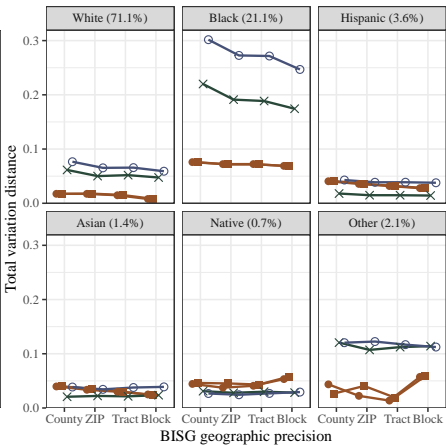 White (71.1%) Black (21.1%) Hispanic (3.6%)
0.3
0.2
0.1
0.0
Asian (1.4%) Native (0.7%) Other (2.1%)
0.3
0.2
0.1
0.0
County ZIP Tract Block County ZIP Tract Block County ZIP Tract Block
BISG geographic precision
Total variation distance